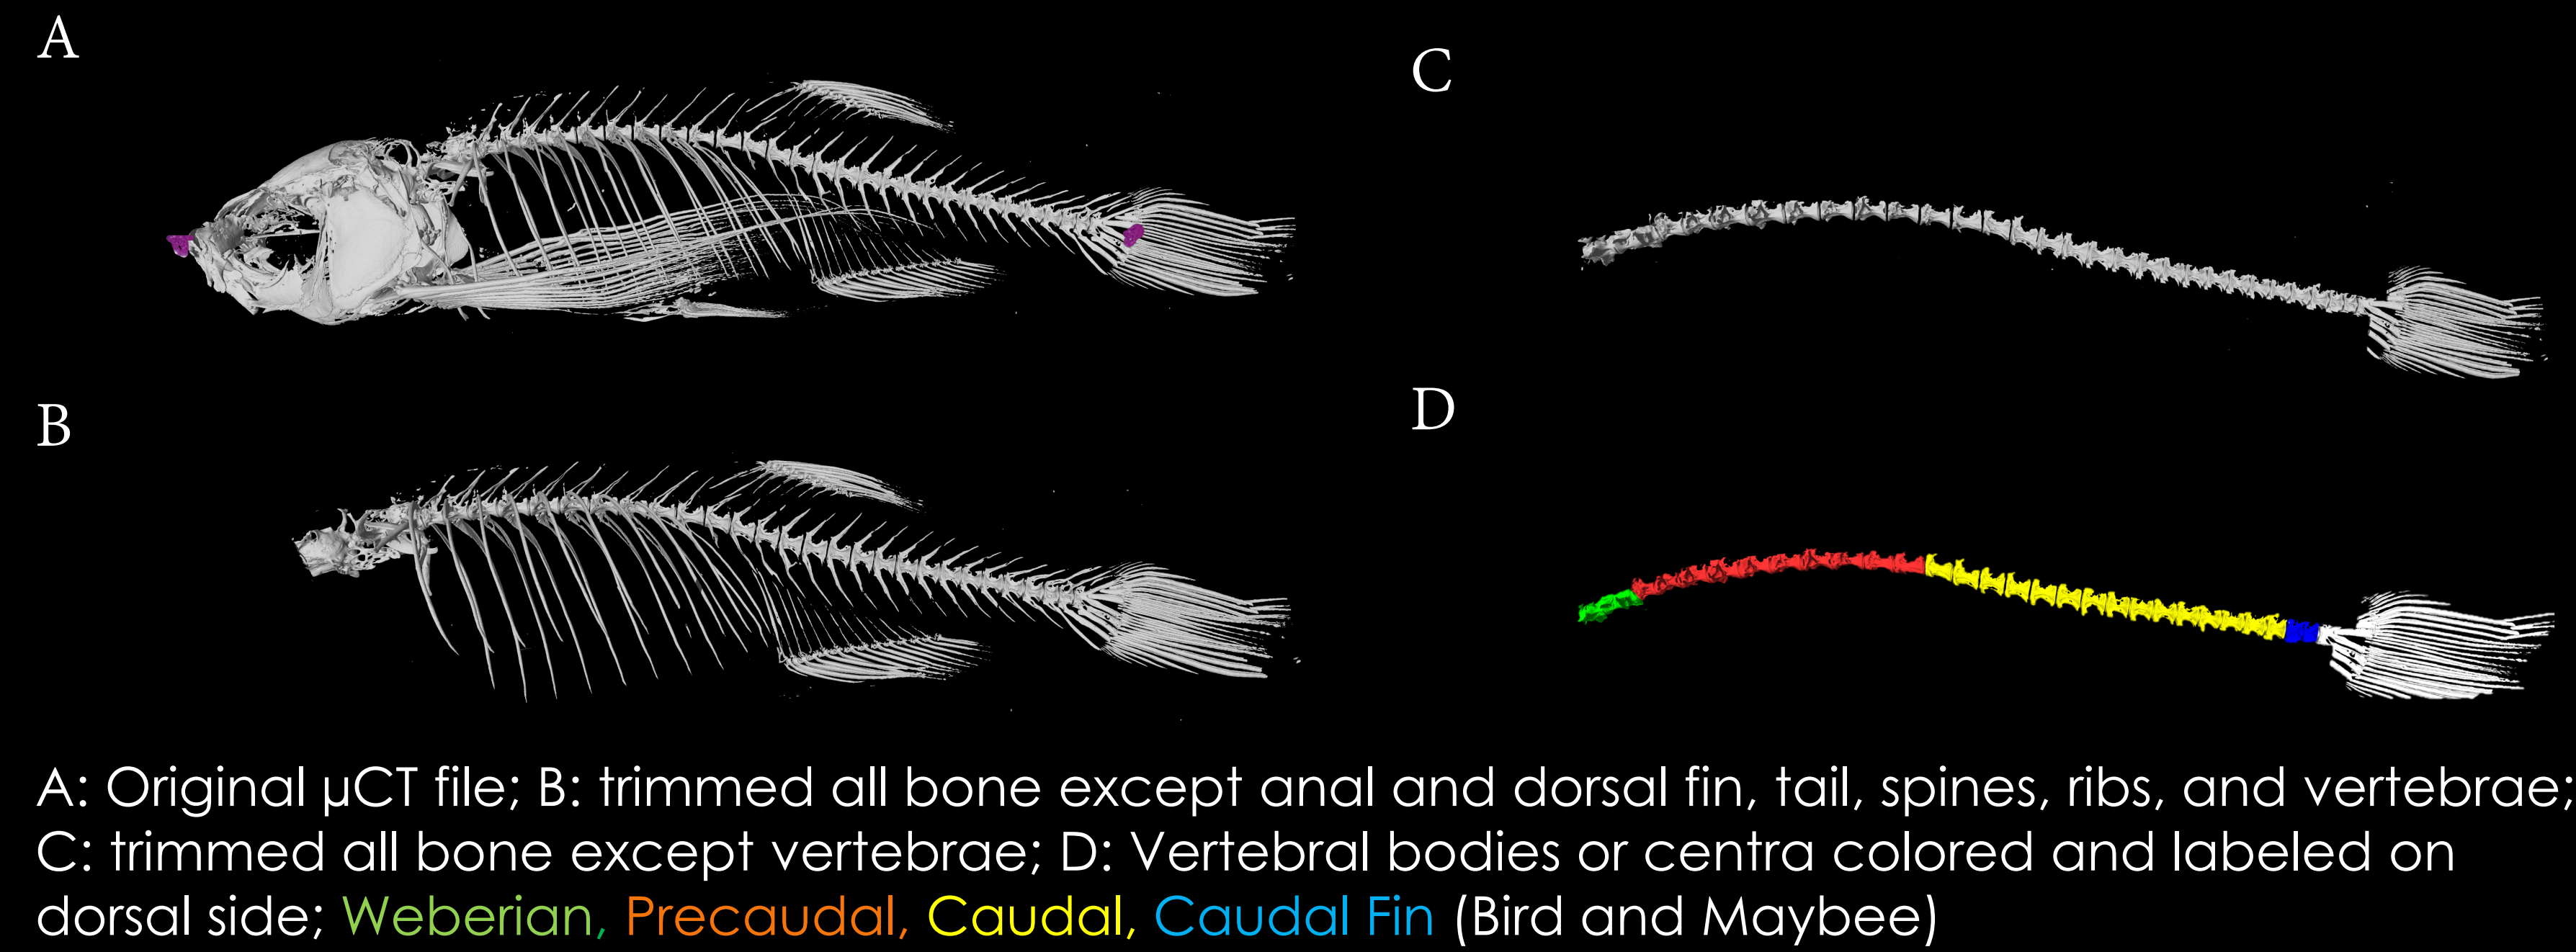 A
C
B
D
A: Original µCT file; B: trimmed all bone except anal and dorsal fin, tail, spines, ribs, and vertebrae;
C: trimmed all bone except vertebrae; D: Vertebral bodies or centra colored and labeled on
dorsal side; Weberian, Precaudal, Caudal, Caudal Fin (Bird and Maybee)